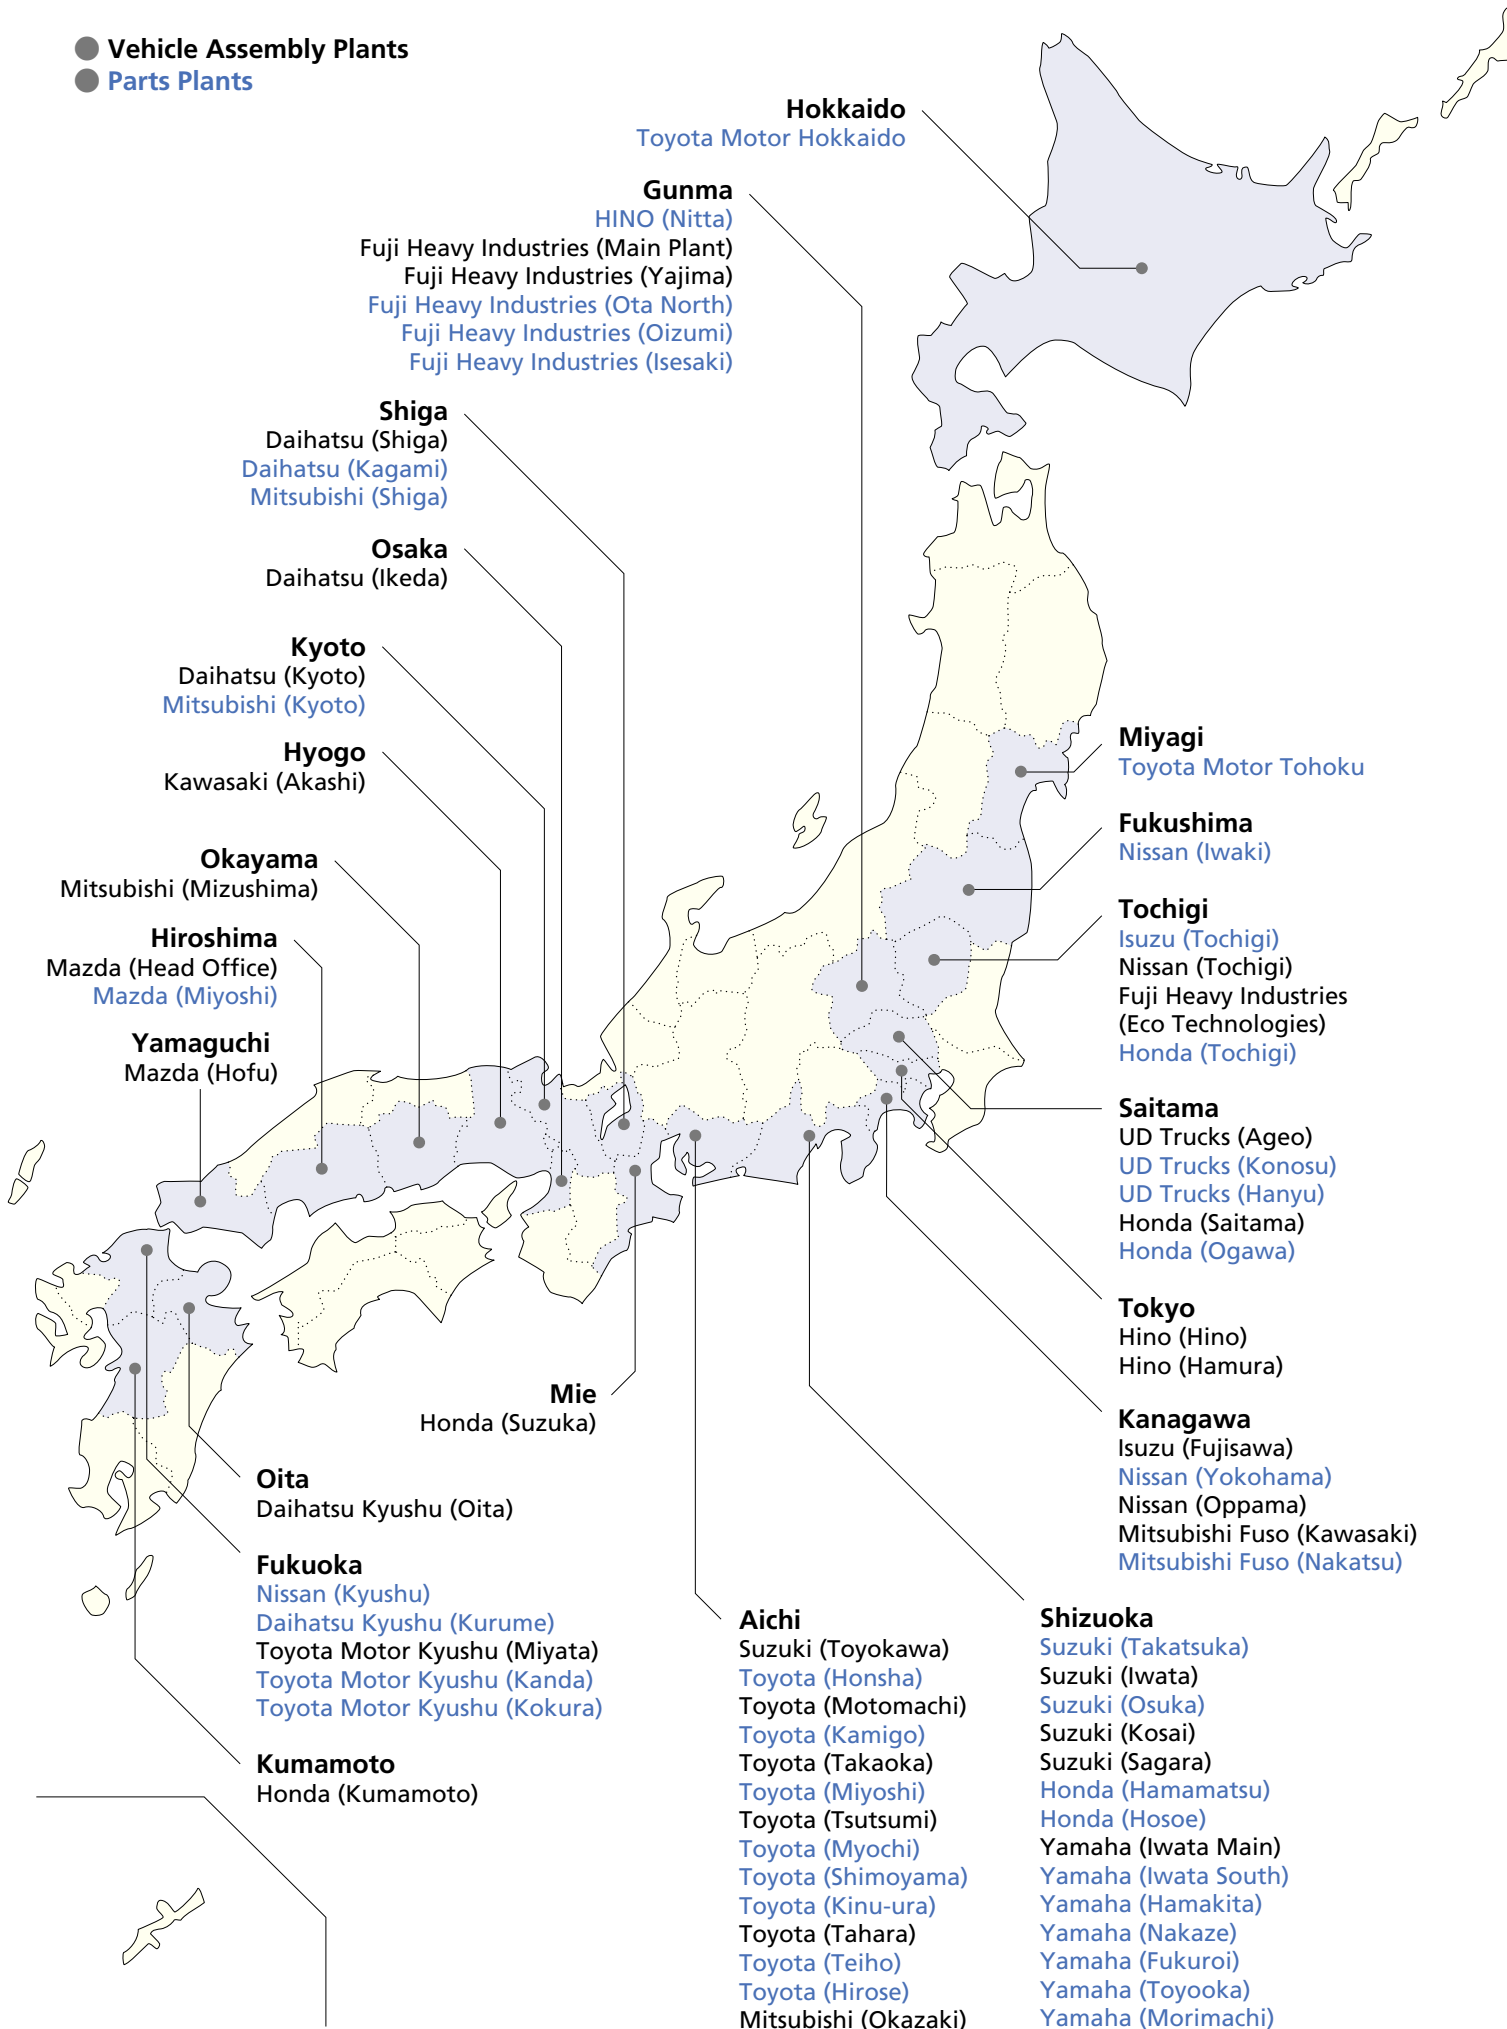 Vehicle Assembly Plants
Parts Plants
Hokkaido
Toyota Motor Hokkaido
Gunma
HINO (Nitta)
Fuji Heavy Industries (Main Plant)
Fuji Heavy Industries (Yajima)
Fuji Heavy Industries (Ota North)
Fuji Heavy Industries (Oizumi)
Fuji Heavy Industries (Isesaki)
Shiga
Daihatsu (Shiga)
Daihatsu (Kagami)
Mitsubishi (Shiga)
Osaka
Daihatsu (Ikeda)
Kyoto
Daihatsu (Kyoto)
Mitsubishi (Kyoto)
Hyogo
Kawasaki (Akashi)
Okayama
Mitsubishi (Mizushima)
Hiroshima
Mazda (Head Office)
Mazda (Miyoshi)
Yamaguchi
Mazda (Hofu)
Miyagi
Toyota Motor Tohoku
Fukushima
Nissan (Iwaki)
Tochigi
Isuzu (Tochigi)
Nissan (Tochigi)
Fuji Heavy Industries
(Eco Technologies)
Honda (Tochigi)
Saitama
UD Trucks (Ageo)
UD Trucks (Konosu)
UD Trucks (Hanyu)
Honda (Saitama)
Honda (Ogawa)
Tokyo
Hino (Hino)
Hino (Hamura)
Kanagawa
Isuzu (Fujisawa)
Nissan (Yokohama)
Nissan (Oppama)
Mitsubishi Fuso (Kawasaki)
Mitsubishi Fuso (Nakatsu)
Mie
Honda (Suzuka)
Oita
Daihatsu Kyushu (Oita)
Fukuoka
Nissan (Kyushu)
Daihatsu Kyushu (Kurume)
Toyota Motor Kyushu (Miyata)
Toyota Motor Kyushu (Kanda)
Toyota Motor Kyushu (Kokura)
Kumamoto
Honda (Kumamoto)
Aichi
Suzuki (Toyokawa)
Toyota (Honsha)
Toyota (Motomachi)
Toyota (Kamigo)
Toyota (Takaoka)
Toyota (Miyoshi)
Toyota (Tsutsumi)
Toyota (Myochi)
Toyota (Shimoyama)
Toyota (Kinu-ura)
Toyota (Tahara)
Toyota (Teiho)
Toyota (Hirose)
Mitsubishi (Okazaki)
Shizuoka
Suzuki (Takatsuka)
Suzuki (Iwata)
Suzuki (Osuka)
Suzuki (Kosai)
Suzuki (Sagara)
Honda (Hamamatsu)
Honda (Hosoe)
Yamaha (Iwata Main)
Yamaha (Iwata South)
Yamaha (Hamakita)
Yamaha (Nakaze)
Yamaha (Fukuroi)
Yamaha (Toyooka)
Yamaha (Morimachi)